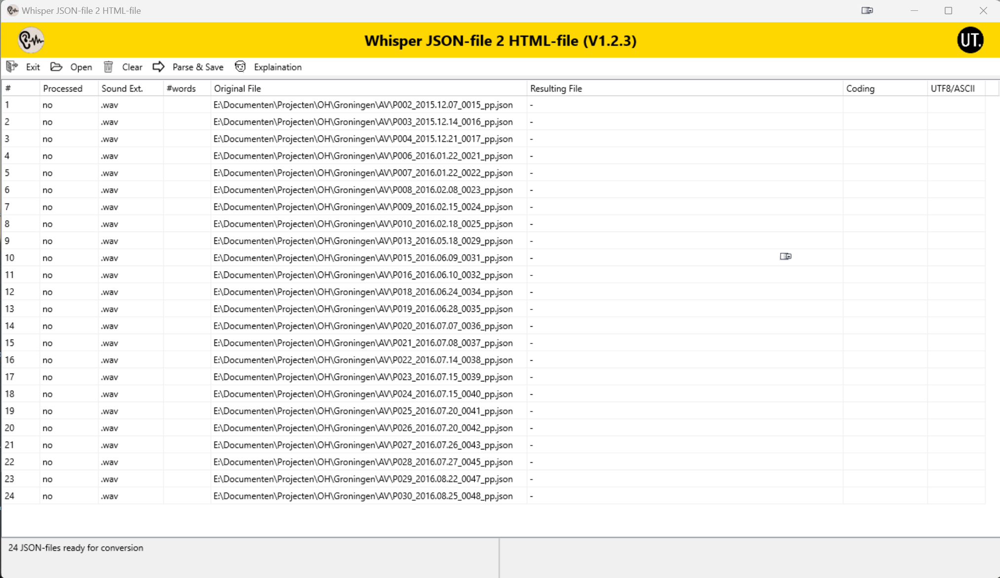 Whisper JSON-file 2 HTML-file
Whisper JSON-file 2 HTML-file (V1.2.3) UT.
Exit Open Clear Parse & Save Explaination
# Processed Sound Ext. #words Original File Resulting File Coding UTF8/ASCII
1 no .wav E:\Documenten\Projecten\OH\Groningen\AV\P002_2015.12.07_0015_pp.json -
2 no .wav E:\Documenten\Projecten\OH\Groningen\AV\P003_2015.12.14_0016_pp.json -
3 no .wav E:\Documenten\Projecten\OH\Groningen\AV\P004_2015.12.21_0017_pp.json -
4 no .wav E:\Documenten\Projecten\OH\Groningen\AV\P006_2016.01.22_0021_pp.json -
5 no .wav E:\Documenten\Projecten\OH\Groningen\AV\P007_2016.01.22_0022_pp.json -
6 no .wav E:\Documenten\Projecten\OH\Groningen\AV\P008_2016.02.08_0023_pp.json -
7 no .wav E:\Documenten\Projecten\OH\Groningen\AV\P009_2016.02.15_0024_pp.json -
8 no .wav E:\Documenten\Projecten\OH\Groningen\AV\P010_2016.02.18_0025_pp.json -
9 no .wav E:\Documenten\Projecten\OH\Groningen\AV\P013_2016.05.18_0029_pp.json -
10 no .wav E:\Documenten\Projecten\OH\Groningen\AV\P015_2016.06.09_0031_pp.json -
11 no .wav E:\Documenten\Projecten\OH\Groningen\AV\P016_2016.06.10_0032_pp.json -
12 no .wav E:\Documenten\Projecten\OH\Groningen\AV\P018_2016.06.24_0034_pp.json -
13 no .wav E:\Documenten\Projecten\OH\Groningen\AV\P019_2016.06.28_0035_pp.json -
14 no .wav E:\Documenten\Projecten\OH\Groningen\AV\P020_2016.07.07_0036_pp.json -
15 no .wav E:\Documenten\Projecten\OH\Groningen\AV\P021_2016.07.08_0037_pp.json -
16 no .wav E:\Documenten\Projecten\OH\Groningen\AV\P022_2016.07.14_0038_pp.json -
17 no .wav E:\Documenten\Projecten\OH\Groningen\AV\P023_2016.07.15_0039_pp.json -
18 no .wav E:\Documenten\Projecten\OH\Groningen\AV\P024_2016.07.15_0040_pp.json -
19 no .wav E:\Documenten\Projecten\OH\Groningen\AV\P025_2016.07.20_0041_pp.json -
20 no .wav E:\Documenten\Projecten\OH\Groningen\AV\P026_2016.07.20_0042_pp.json -
21 no .wav E:\Documenten\Projecten\OH\Groningen\AV\P027_2016.07.26_0043_pp.json -
22 no .wav E:\Documenten\Projecten\OH\Groningen\AV\P028_2016.07.27_0045_pp.json -
23 no .wav E:\Documenten\Projecten\OH\Groningen\AV\P029_2016.08.22_0047_pp.json -
24 no .wav E:\Documenten\Projecten\OH\Groningen\AV\P030_2016.08.25_0048_pp.json -
24 JSON-files ready for conversion